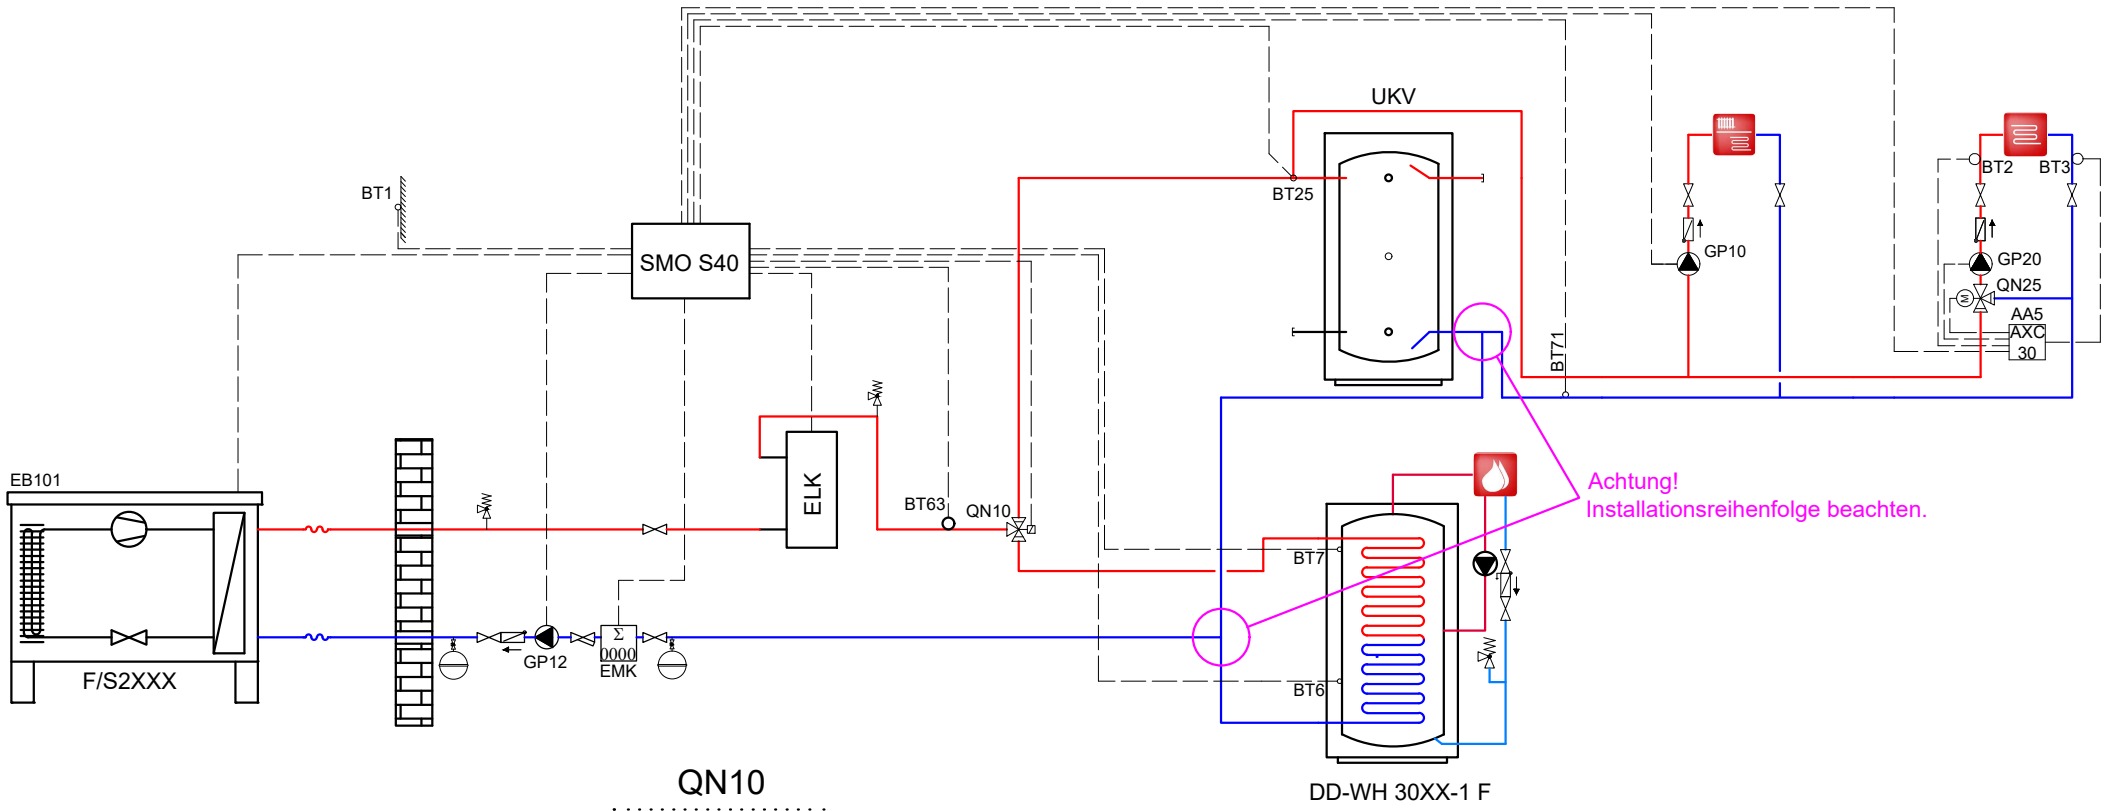 UKV
BT25
BT1
SMO S40
GP10
BT2
BT3
GP20
QN25
M
AA5
AXC
30
BT71
EB101
ELK
BT63
QN10
BT7
Achtung!
Installationsreihenfolge beachten.
GP12
Σ
0000
EMK
F/S2XXX
BT6
QN10
DD-WH 30XX-1 F